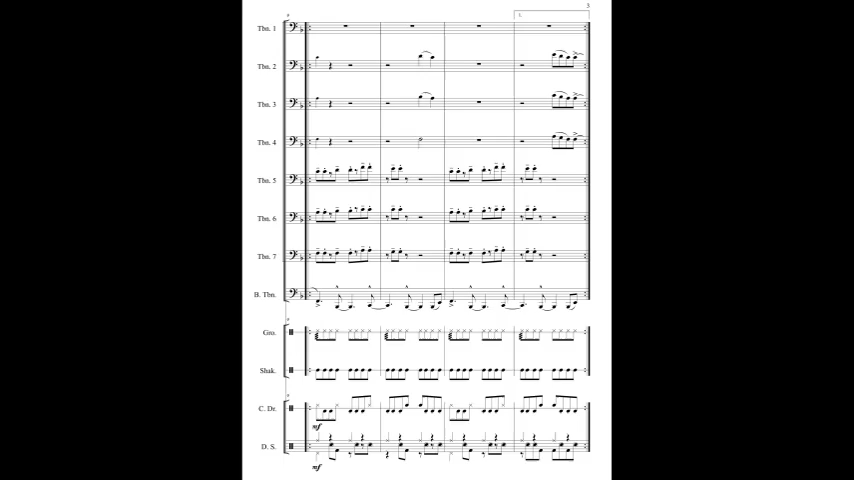 3
1.
Tbn. 1
Tbn. 2
Tbn. 3
Tbn. 4
Tbn. 5
Tbn. 6
Tbn. 7
B. Tbn.
Gro.
Shak.
C. Dr.
mf
D. S.
mf